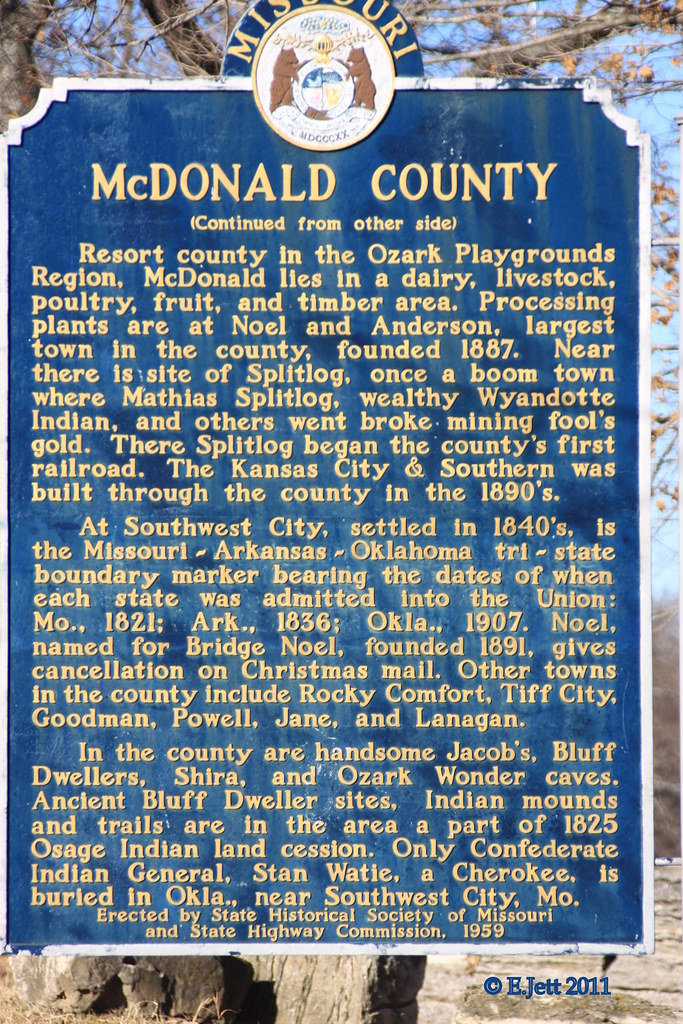 MISSOURI
MDCCCXX
McDONALD COUNTY
(Continued from other side)
Resort county in the Ozark Playgrounds
Region, McDonald lies in a dairy, livestock,
poultry, fruit, and timber area. Processing
plants are at Noel and Anderson, largest
town in the county, founded 1887. Near
there is site of Splitlog, once a boom town
where Mathias Splitlog, wealthy Wyandotte
Indian, and others went broke mining fool's
gold. There Splitlog began the county's first
railroad. The Kansas City & Southern was
built through the county in the 1890's.
At Southwest City, settled in 1840's, is
the Missouri-Arkansas-Oklahoma tri-state
boundary marker bearing the dates of when
each state was admitted into the Union:
Mo., 1821; Ark., 1836; Okla., 1907. Noel,
named for Bridge Noel, founded 1891, gives
cancellation on Christmas mail. Other towns
in the county include Rocky Comfort, Tiff City,
Goodman, Powell, Jane, and Lanagan.
In the county are handsome Jacob's, Bluff
Dwellers, Shira, and Ozark Wonder caves.
Ancient Bluff Dweller sites, Indian mounds
and trails are in the area a part of 1825
Osage Indian land cession. Only Confederate
Indian General, Stan Watie, a Cherokee, is
buried in Okla., near Southwest City, Mo.
Erected by State Historical Society of Missouri
and State Highway Commission, 1959
© E.Jett 2011